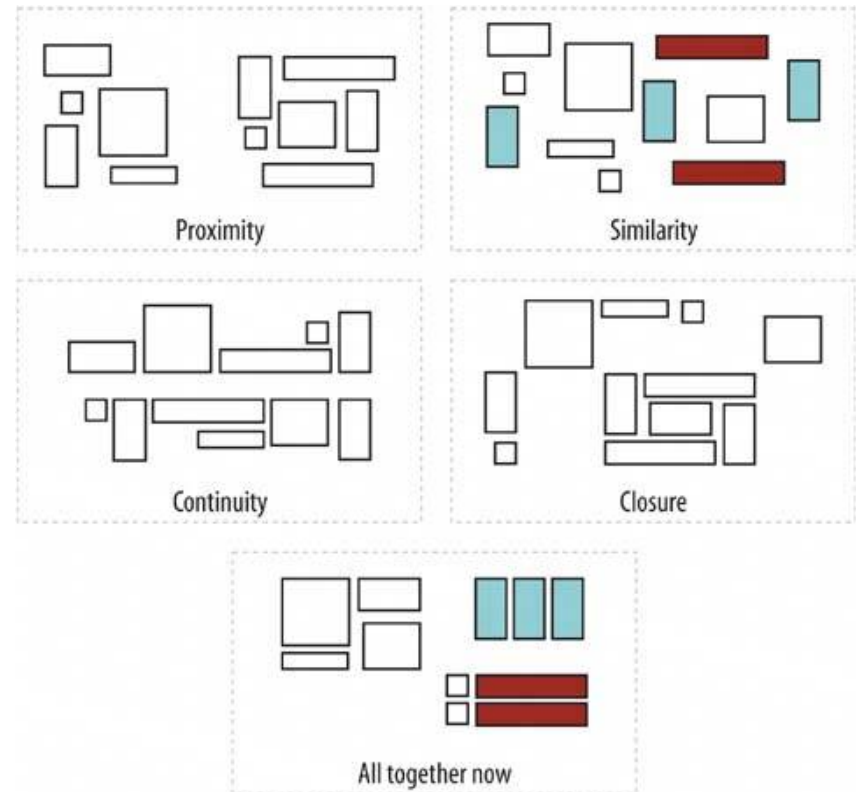 Proximity
Similarity
Continuity
Closure
All together now